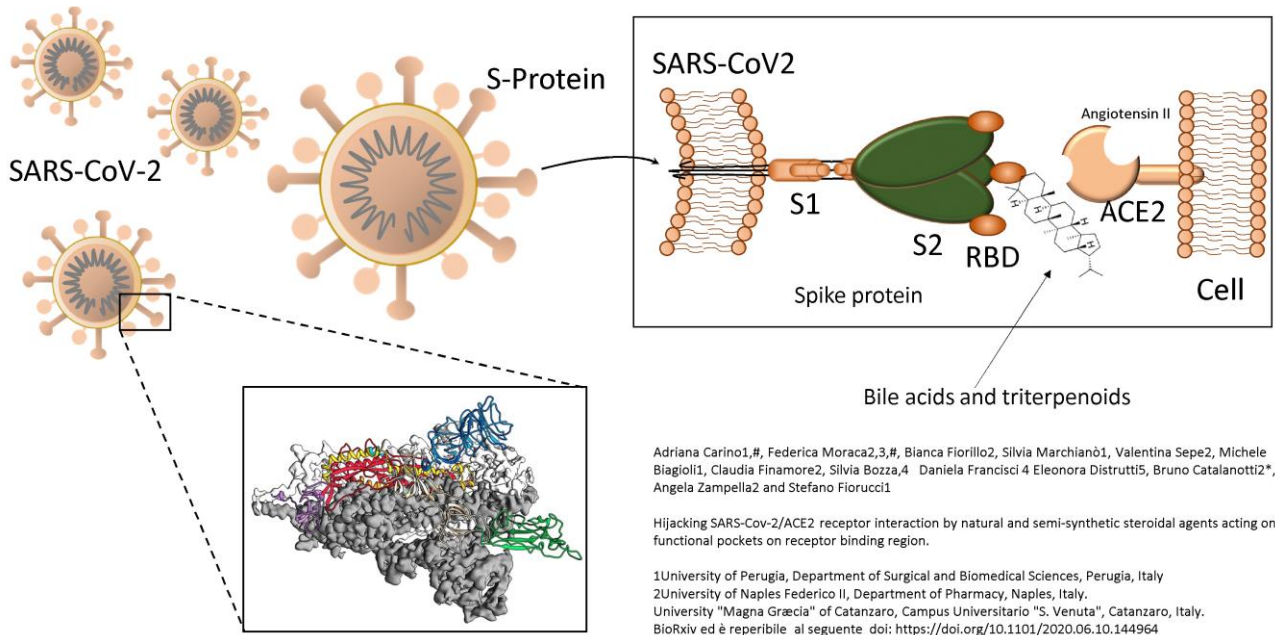 SARS-CoV-2
S-Protein
SARS-CoV2
Angiotensin II
S1
S2
RBD
ACE2
Cell
Spike protein
Bile acids and triterpenoids
Adriana Carino1,#, Federica Moraca2,3,#, Bianca Fiorillo2, Silvia Marchianò1, Valentina Sepe2, Michele
Biagioli1, Claudia Finamore2, Silvia Bozza,4 Daniela Francisci 4 Eleonora Distrutti5, Bruno Catalanotti2*,
Angela Zampella2 and Stefano Fiorucci1
Hijacking SARS-Cov-2/ACE2 receptor interaction by natural and semi-synthetic steroidal agents acting on
functional pockets on receptor binding region.
1University of Perugia, Department of Surgical and Biomedical Sciences, Perugia, Italy
2University of Naples Federico II, Department of Pharmacy, Naples, Italy.
University "Magna Græcia" of Catanzaro, Campus Universitario "S. Venuta", Catanzaro, Italy.
BioRxiv ed è reperibile al seguente doi: https://doi.org/10.1101/2020.06.10.144964